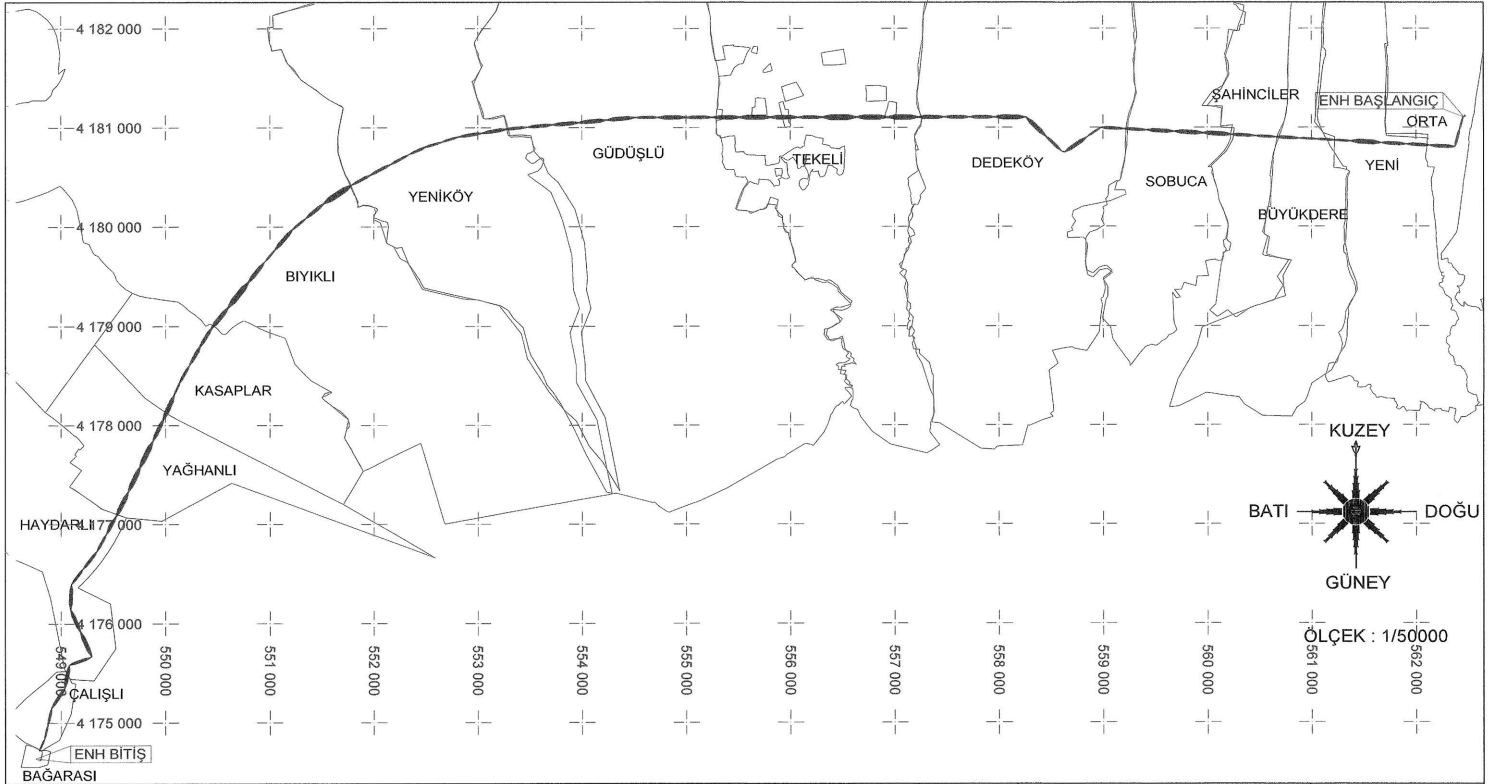 4 182 000
ŞAHİNCİLER
ENH BAŞLANGIÇ
ORTA
4 181 000
GÜDÜŞLÜ
TEKELİ
DEDEKÖY
YENİ
SOBUCA
YENİKÖY
BÜYÜKDERE
4 180 000
BIYIKLI
4 179 000
KASAPLAR
4 178 000
KUZEY
YAĞHANLI
HAYDARLI
4 177 000
BATI
DOĞU
GÜNEY
4 176 000
ÖLÇEK : 1/50000
549 000
550 000
551 000
552 000
553 000
554 000
555 000
556 000
557 000
558 000
559 000
560 000
561 000
562 000
ÇALIŞLI
4 175 000
ENH BİTİŞ
BAĞARASI